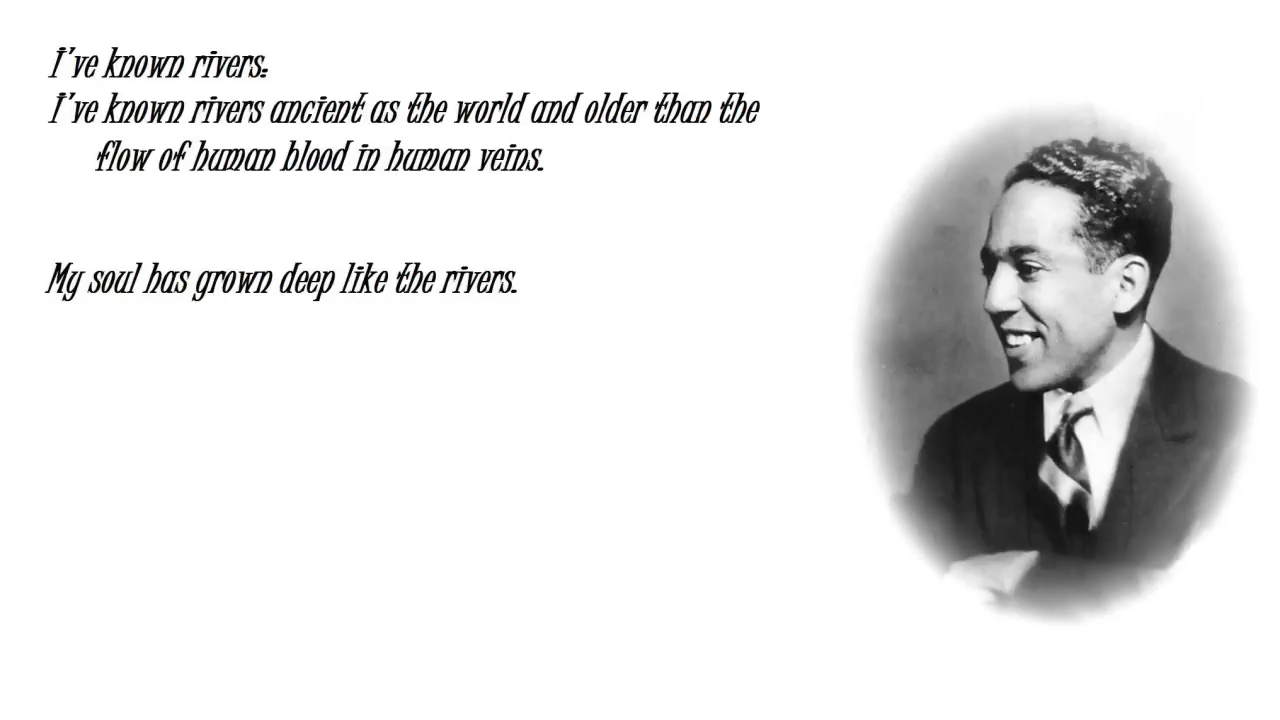 I've known rivers:
I've known rivers ancient as the world and older than the
flow of human blood in human veins.
My soul has grown deep like the rivers.